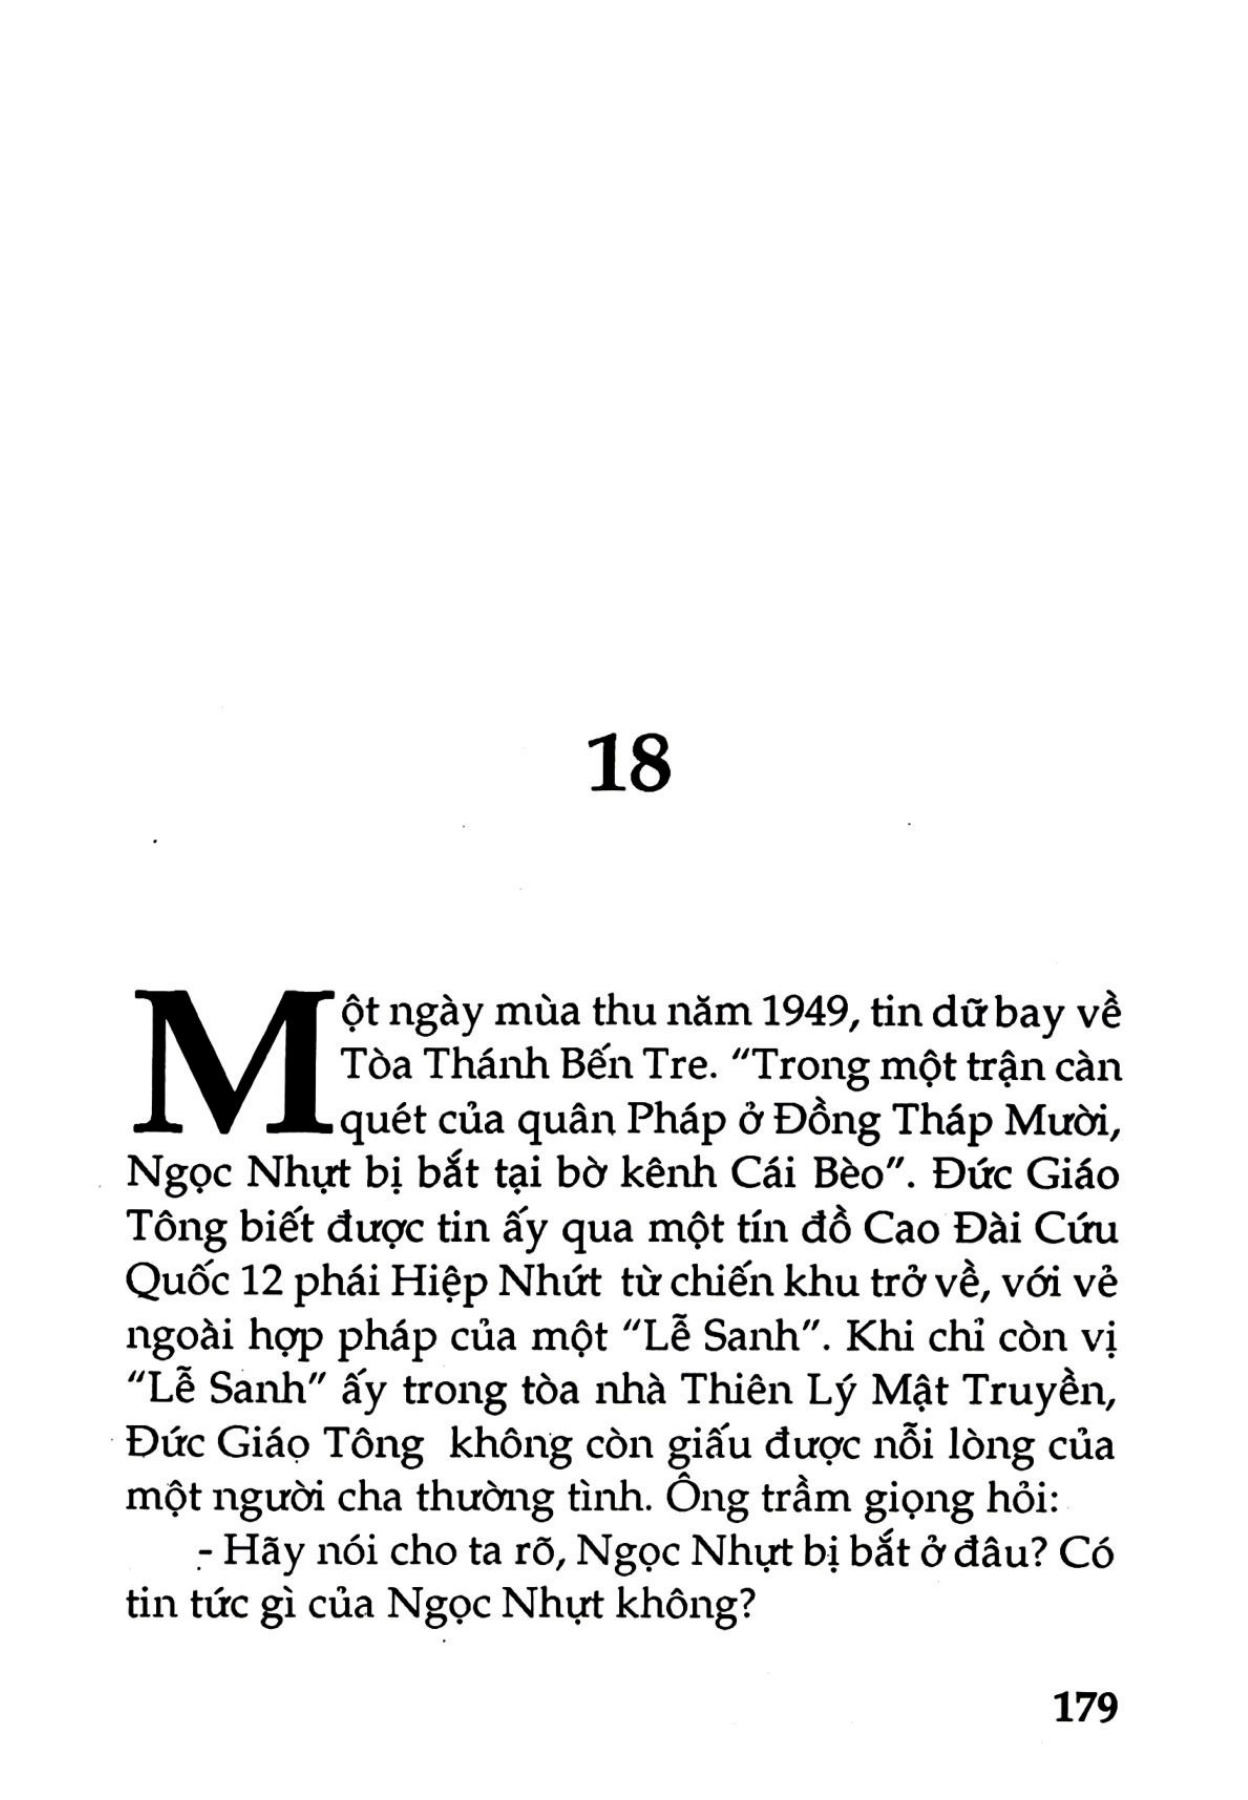 18
Một ngày mùa thu năm 1949, tin dữ bay về
Tòa Thánh Bến Tre. "Trong một trận càn
quét của quân Pháp ở Đồng Tháp Mười,
Ngọc Nhựt bị bắt tại bờ kênh Cái Bèo". Đức Giáo
Tông biết được tin ấy qua một tín đồ Cao Đài Cứu
Quốc 12 phái Hiệp Nhứt từ chiến khu trở về, với vẻ
ngoài hợp pháp của một "Lễ Sanh". Khi chỉ còn vị
"Lễ Sanh" ấy trong tòa nhà Thiên Lý Mật Truyền,
Đức Giáo Tông không còn giấu được nỗi lòng của
một người cha thường tình. Ông trầm giọng hỏi:
- Hãy nói cho ta rõ, Ngọc Nhựt bị bắt ở đâu? Có
tin tức gì của Ngọc Nhựt không?
179